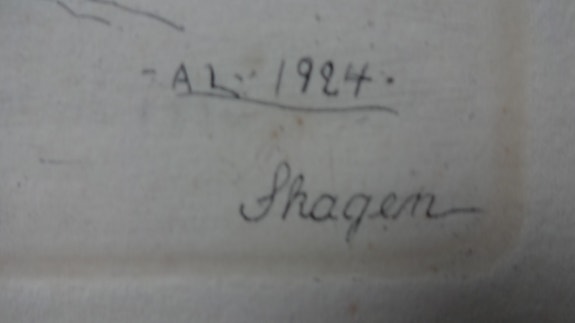 - AL - 1924.
Shagen